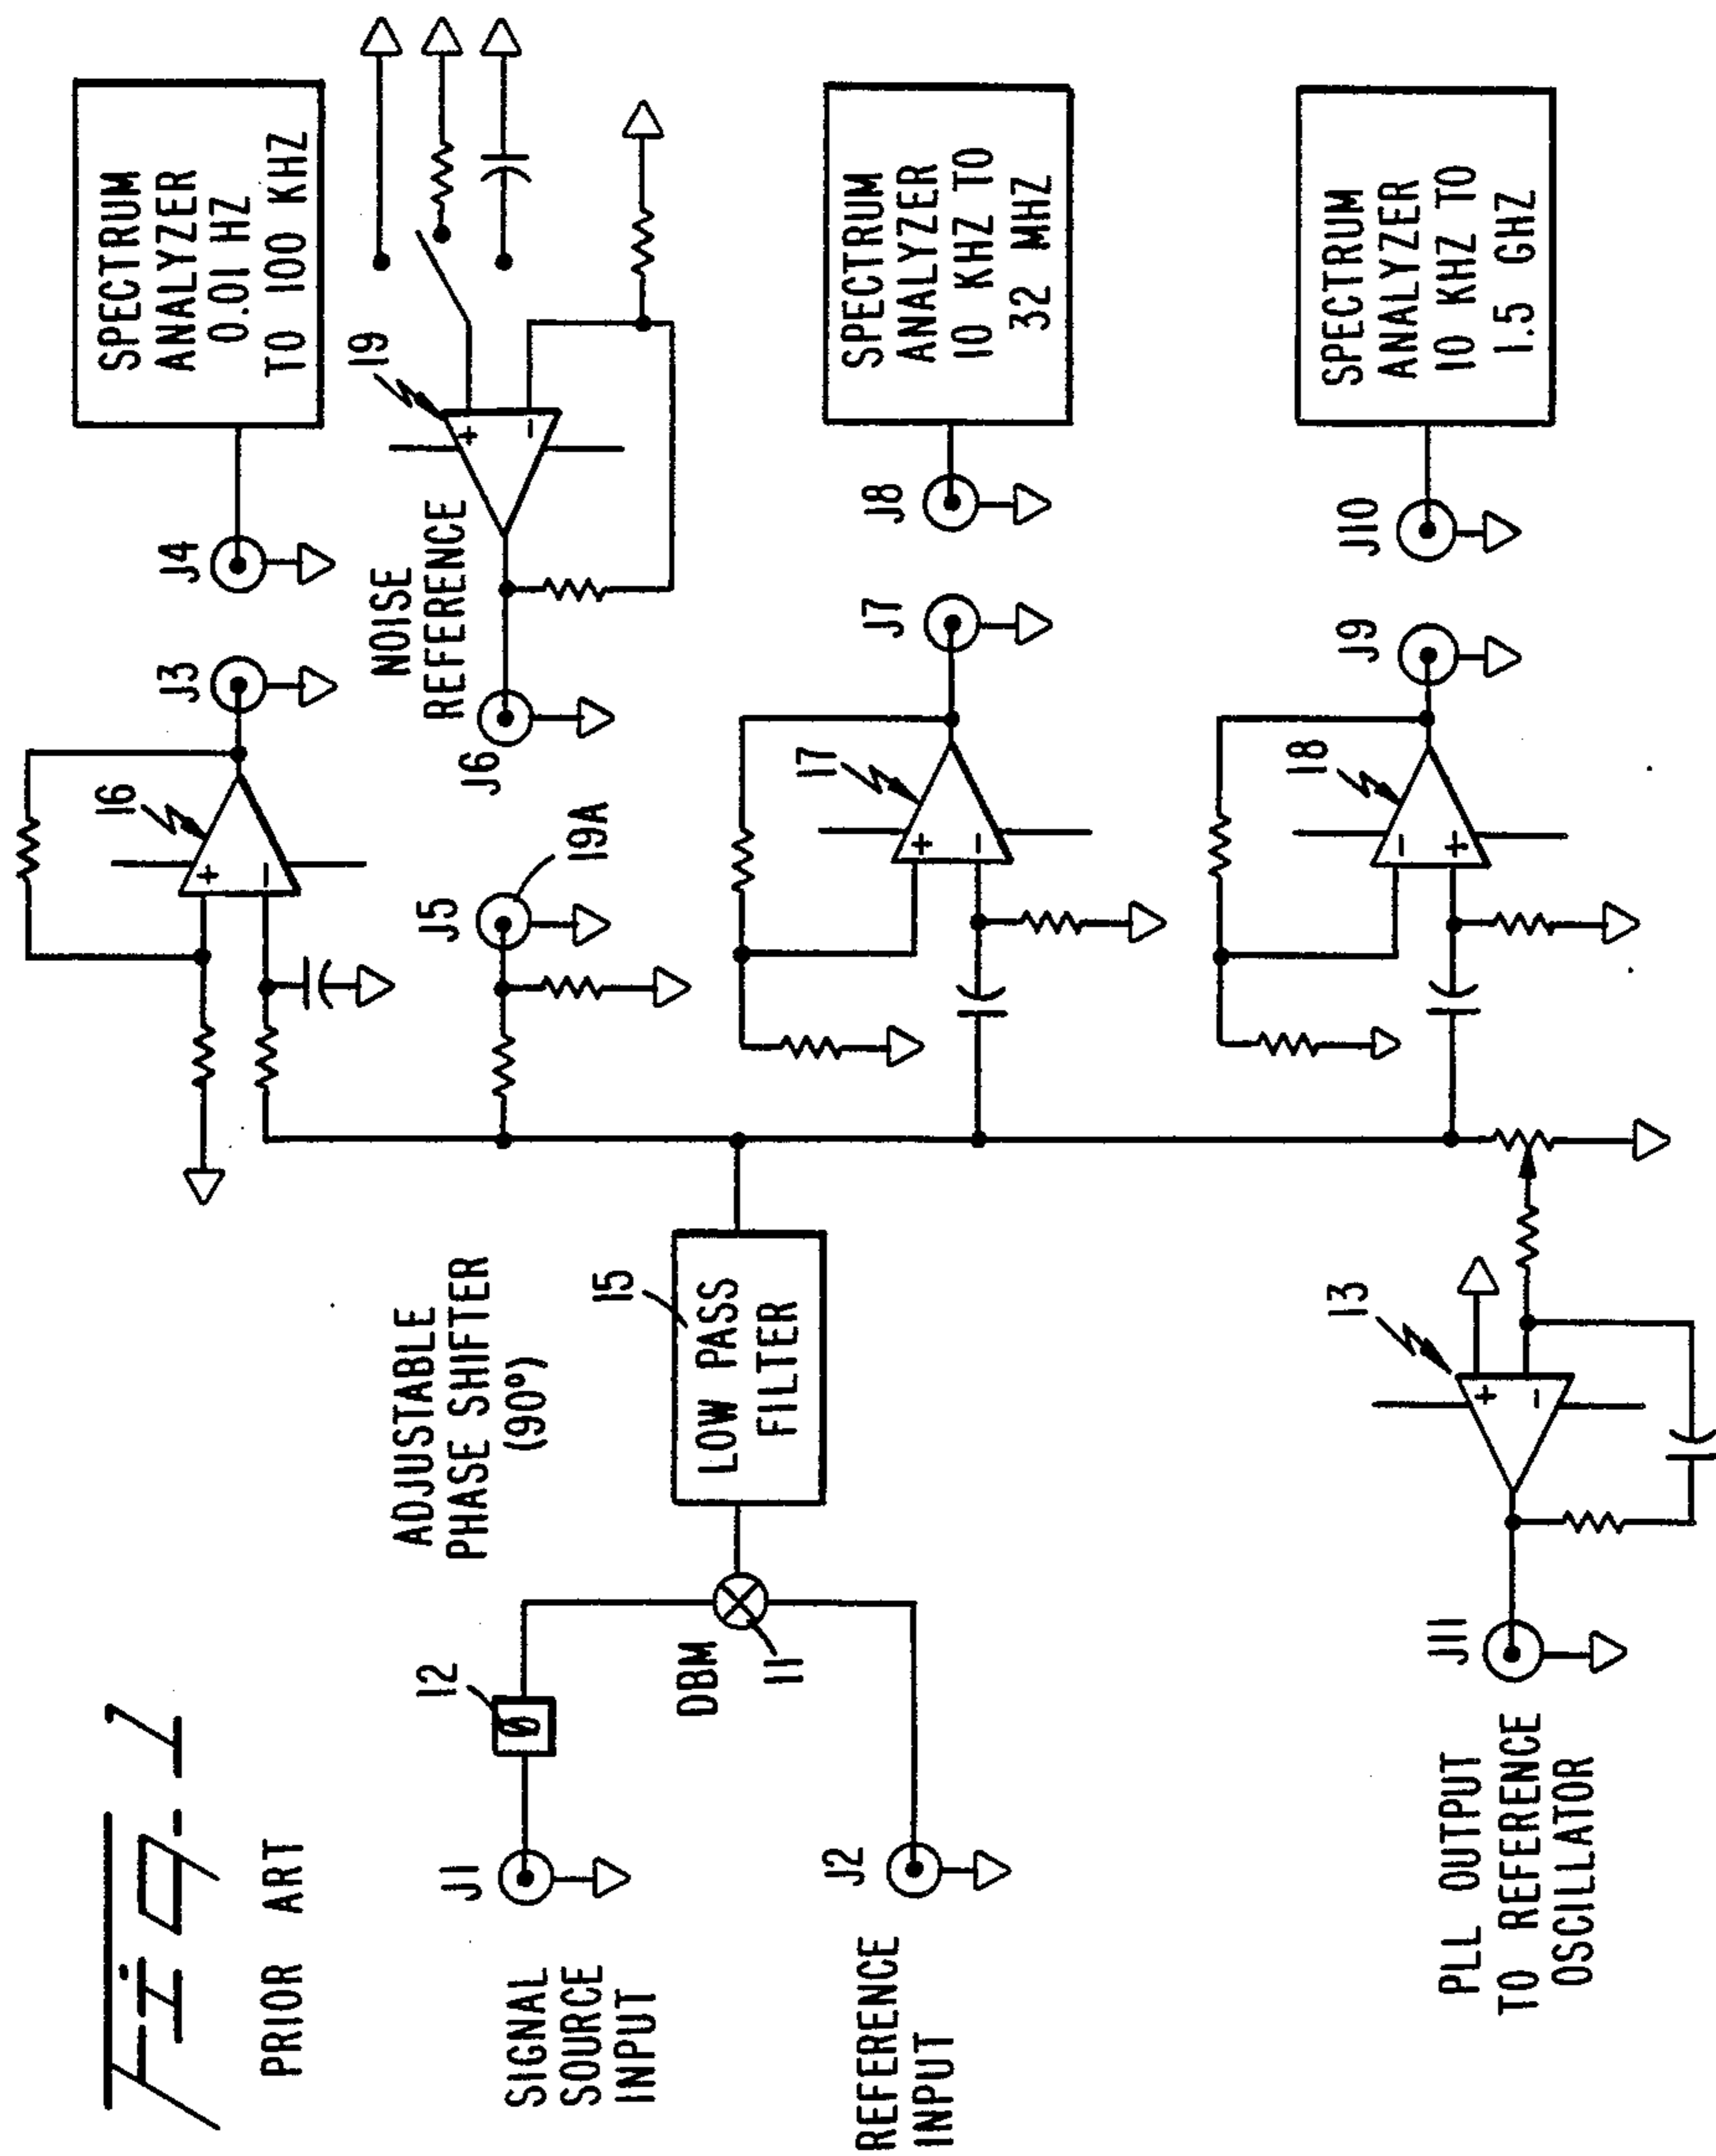 Fig. 1
PRIOR ART
SIGNAL
SOURCE
INPUT
J1
12
Ø
ADJUSTABLE
PHASE SHIFTER
(90°)
REFERENCE
INPUT
J2
DBM
11
15
LOW PASS
FILTER
PLL OUTPUT
TO REFERENCE
OSCILLATOR
J11
13
+
−
16
+
−
J3
J4
SPECTRUM
ANALYZER
0.01 HZ
TO 100 KHZ
J5
19A
J6
NOISE
REFERENCE
19
+
−
17
+
−
J7
J8
SPECTRUM
ANALYZER
10 KHZ TO
32 MHZ
18
−
+
J9
J10
SPECTRUM
ANALYZER
10 KHZ TO
1.5 GHZ